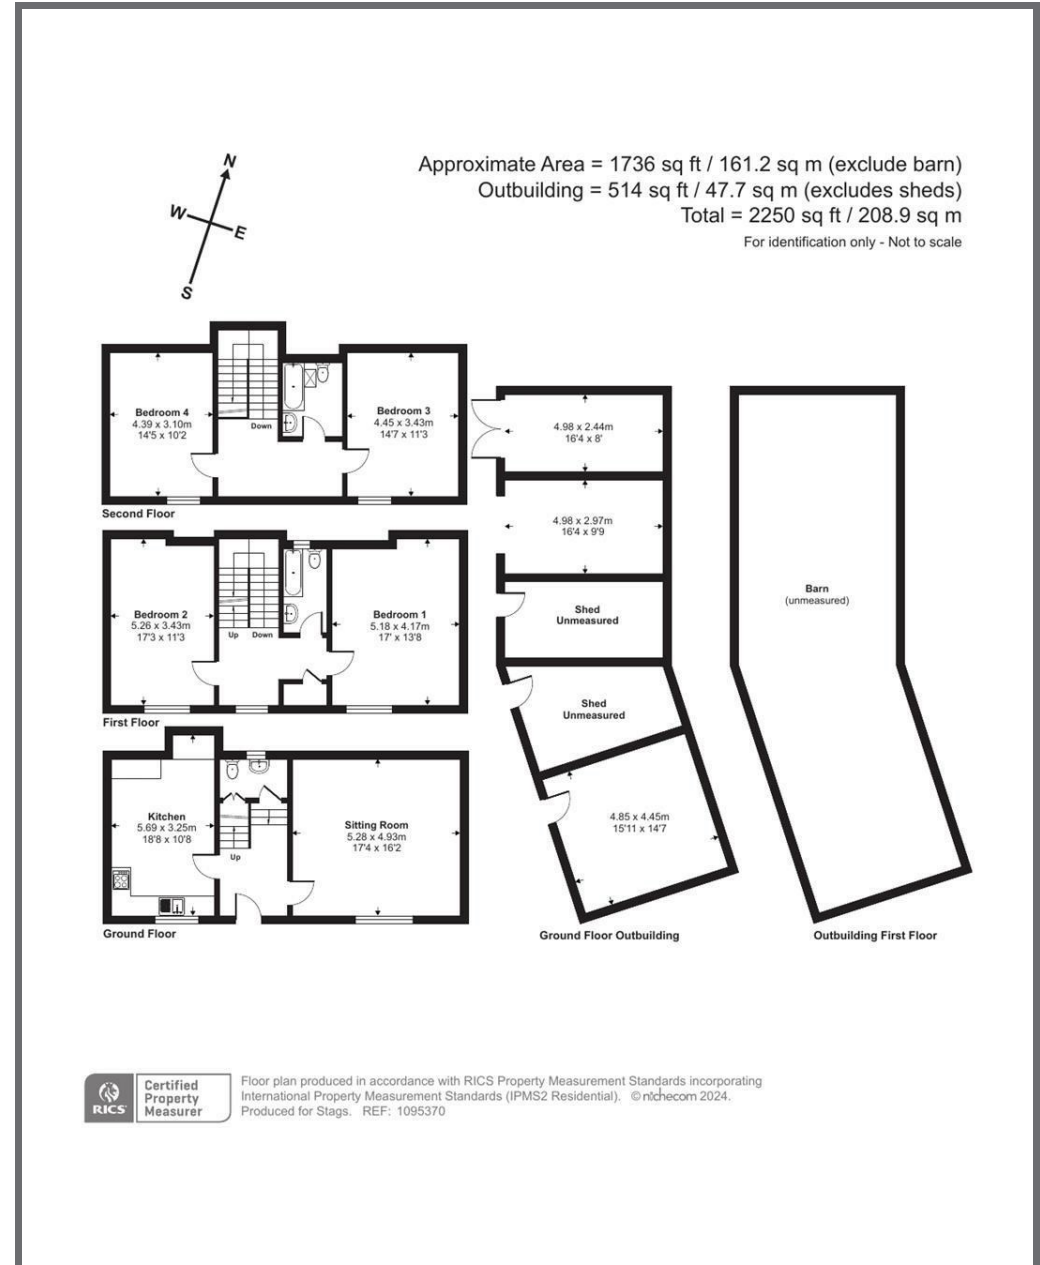 Approximate Area = 1736 sq ft / 161.2 sq m (exclude barn)
Outbuilding = 514 sq ft / 47.7 sq m (excludes sheds)
Total = 2250 sq ft / 208.9 sq m
For identification only - Not to scale
N
W
E
S
Bedroom 4
4.39 x 3.10m
14'5 x 10'2
Down
Bedroom 3
4.45 x 3.43m
14'7 x 11'3
Second Floor
Bedroom 2
5.26 x 3.43m
17'3 x 11'3
Up
Down
Bedroom 1
5.18 x 4.17m
17' x 13'8
First Floor
Kitchen
5.69 x 3.25m
18'8 x 10'8
Up
Sitting Room
5.28 x 4.93m
17'4 x 16'2
Ground Floor
4.98 x 2.44m
16'4 x 8'
4.98 x 2.97m
16'4 x 9'9
Shed
Unmeasured
Shed
Unmeasured
4.85 x 4.45m
15'11 x 14'7
Ground Floor Outbuilding
Barn
(unmeasured)
Outbuilding First Floor
RICS
Certified
Property
Measurer
Floor plan produced in accordance with RICS Property Measurement Standards incorporating
International Property Measurement Standards (IPMS2 Residential). © nichecom 2024.
Produced for Stags. REF: 1095370